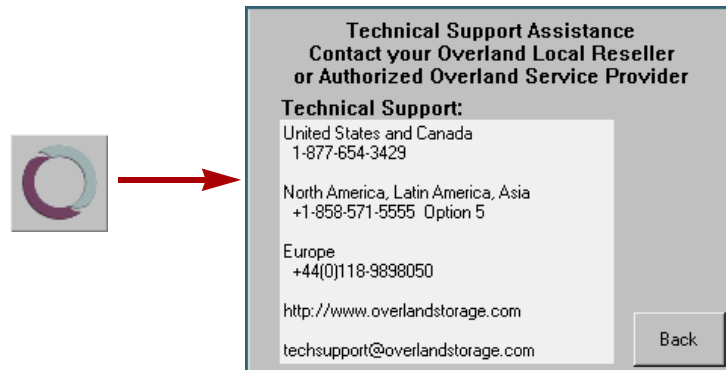 Technical Support Assistance
Contact your Overland Local Reseller
or Authorized Overland Service Provider
Technical Support:
United States and Canada
1-877-654-3429
North America, Latin America, Asia
+1-858-571-5555 Option 5
Europe
+44(0)118-9898050
http://www.overlandstorage.com
techsupport@overlandstorage.com
Back